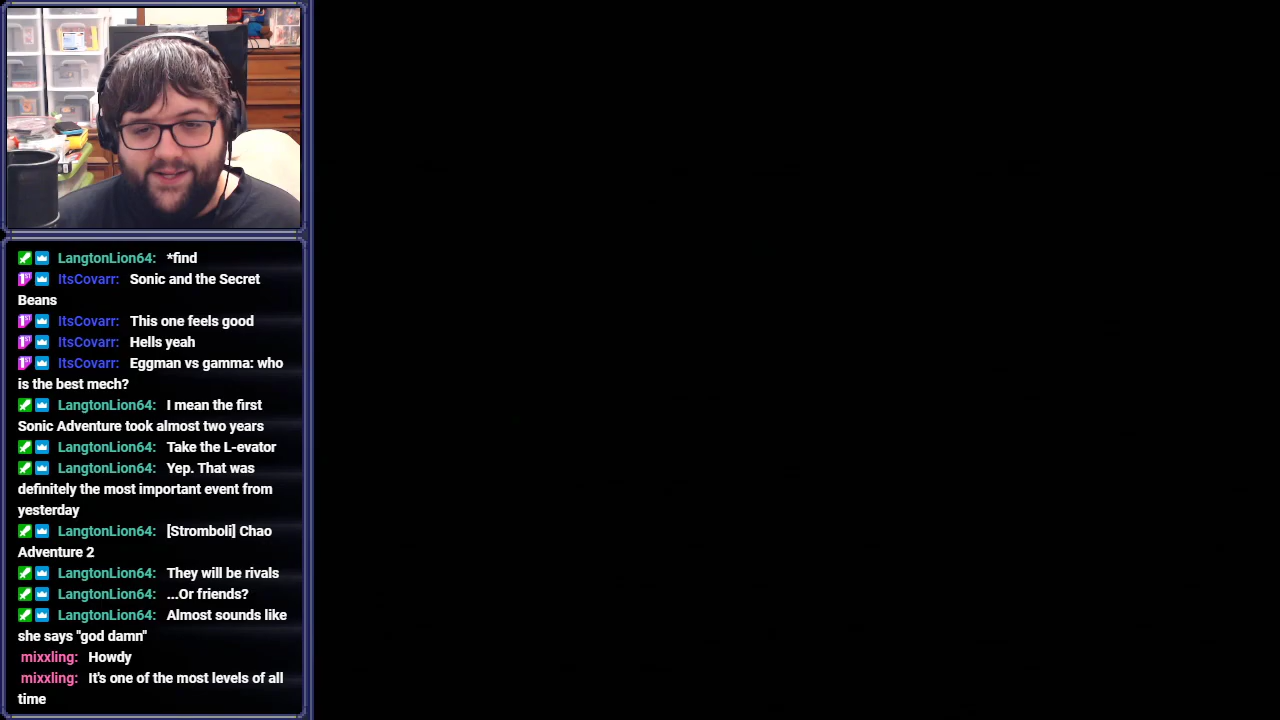 LangtonLion64: *find
1ST ItsCovarr: Sonic and the Secret
Beans
1ST ItsCovarr: This one feels good
1ST ItsCovarr: Hells yeah
1ST ItsCovarr: Eggman vs gamma: who
is the best mech?
LangtonLion64: I mean the first
Sonic Adventure took almost two years
LangtonLion64: Take the L-evator
LangtonLion64: Yep. That was
definitely the most important event from
yesterday
LangtonLion64: [Stromboli] Chao
Adventure 2
LangtonLion64: They will be rivals
LangtonLion64: ...Or friends?
LangtonLion64: Almost sounds like
she says "god damn"
mixxling: Howdy
mixxling: It's one of the most levels of all
time